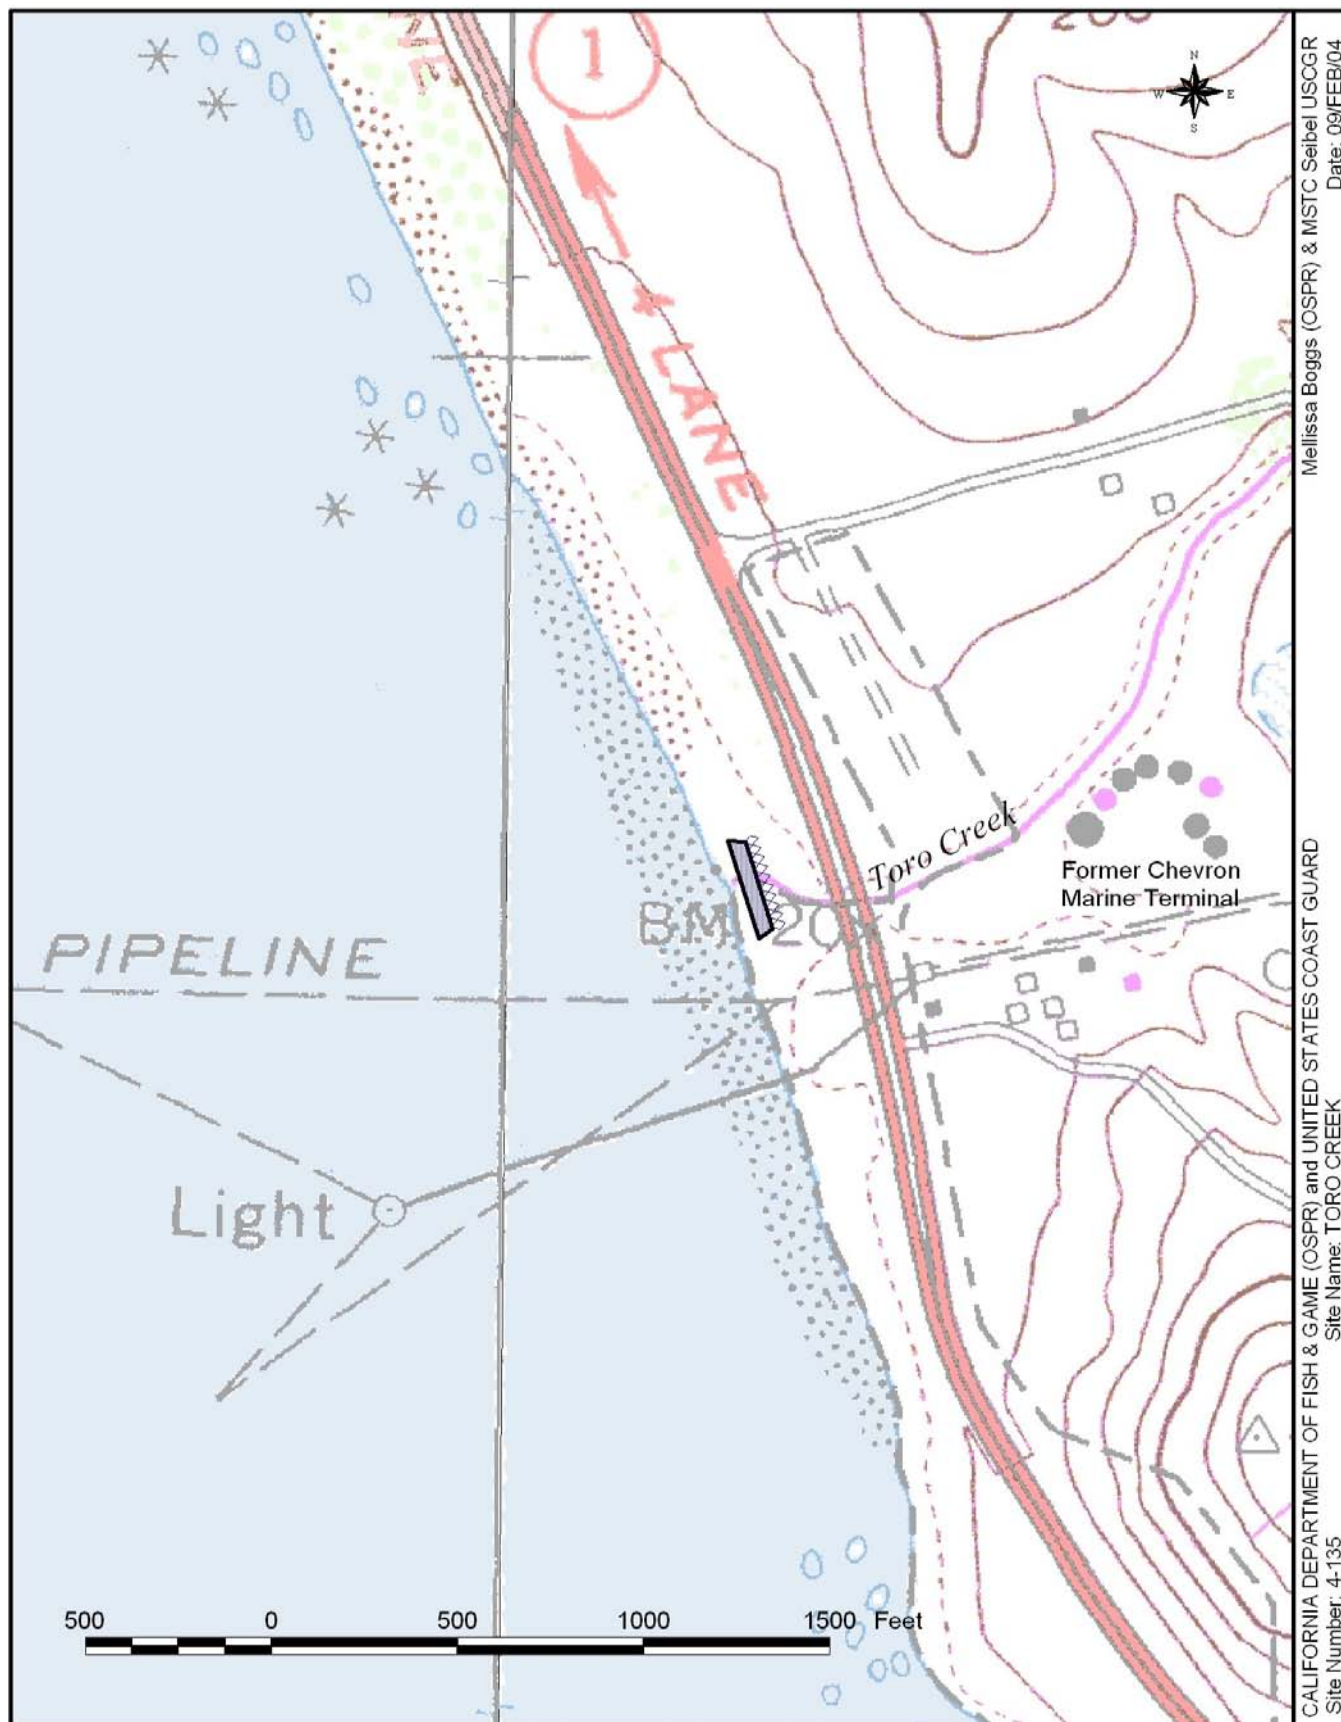 1
N
W E
S
4 LANE
Toro Creek
Former Chevron
Marine Terminal
BM 20
PIPELINE
Light
500 0 500 1000 1500 Feet
CALIFORNIA DEPARTMENT OF FISH & GAME (OSPR) and UNITED STATES COAST GUARD Mellissa Boggs (OSPR) & MSTC Seibel USCGR
Site Number: 4-135 Site Name: TORO CREEK Date: 09/FEB/04